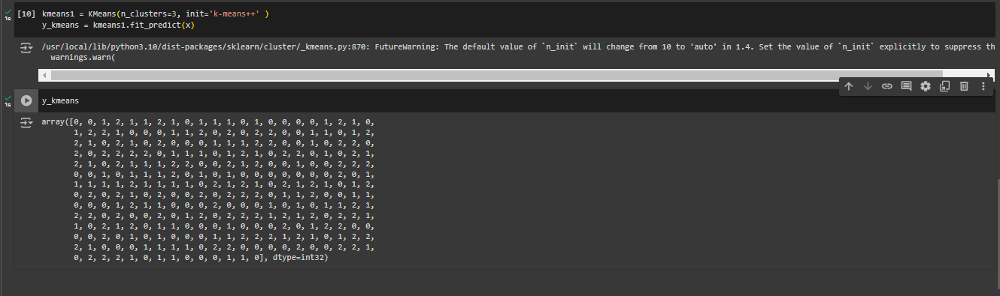 [10] kmeans1 = KMeans(n_clusters=3, init='k-means++' )
y_kmeans = kmeans1.fit_predict(x)
1s
/usr/local/lib/python3.10/dist-packages/sklearn/cluster/_kmeans.py:870: FutureWarning: The default value of `n_init` will change from 10 to 'auto' in 1.4. Set the value of `n_init` explicitly to suppress th
warnings.warn(
y_kmeans
1s
array([0, 0, 1, 2, 1, 1, 2, 1, 0, 1, 1, 1, 0, 1, 0, 0, 0, 0, 1, 2, 1, 0,
1, 2, 2, 1, 0, 0, 0, 1, 1, 2, 0, 2, 0, 2, 2, 0, 0, 1, 1, 0, 1, 2,
2, 1, 0, 2, 1, 0, 2, 0, 0, 0, 1, 1, 1, 2, 2, 0, 0, 1, 0, 2, 2, 0,
2, 0, 2, 2, 2, 2, 0, 1, 1, 1, 0, 1, 2, 1, 0, 2, 2, 0, 1, 0, 2, 1,
2, 1, 0, 2, 1, 1, 1, 2, 2, 0, 0, 2, 1, 2, 0, 0, 1, 0, 0, 2, 2, 2,
0, 0, 1, 0, 1, 1, 1, 2, 0, 1, 0, 1, 0, 0, 0, 0, 0, 0, 0, 2, 0, 1,
1, 1, 1, 1, 2, 1, 1, 1, 1, 0, 2, 1, 2, 1, 0, 2, 1, 2, 1, 0, 1, 2,
0, 2, 0, 2, 1, 0, 2, 0, 0, 2, 0, 2, 2, 2, 0, 1, 1, 2, 0, 0, 1, 1,
0, 0, 0, 1, 2, 1, 1, 0, 0, 0, 2, 0, 0, 0, 1, 0, 1, 0, 1, 1, 2, 1,
2, 2, 0, 2, 0, 0, 2, 0, 1, 2, 0, 2, 2, 2, 1, 2, 1, 2, 0, 2, 2, 1,
1, 0, 2, 1, 2, 0, 1, 1, 0, 0, 0, 1, 0, 0, 0, 2, 0, 1, 2, 2, 0, 0,
0, 0, 2, 0, 1, 0, 1, 0, 0, 0, 1, 1, 2, 2, 2, 1, 2, 1, 0, 1, 2, 2,
2, 1, 0, 0, 0, 1, 1, 1, 1, 0, 2, 2, 0, 0, 0, 0, 2, 0, 0, 2, 2, 1,
0, 2, 2, 2, 1, 0, 1, 1, 0, 0, 0, 1, 1, 0], dtype=int32)